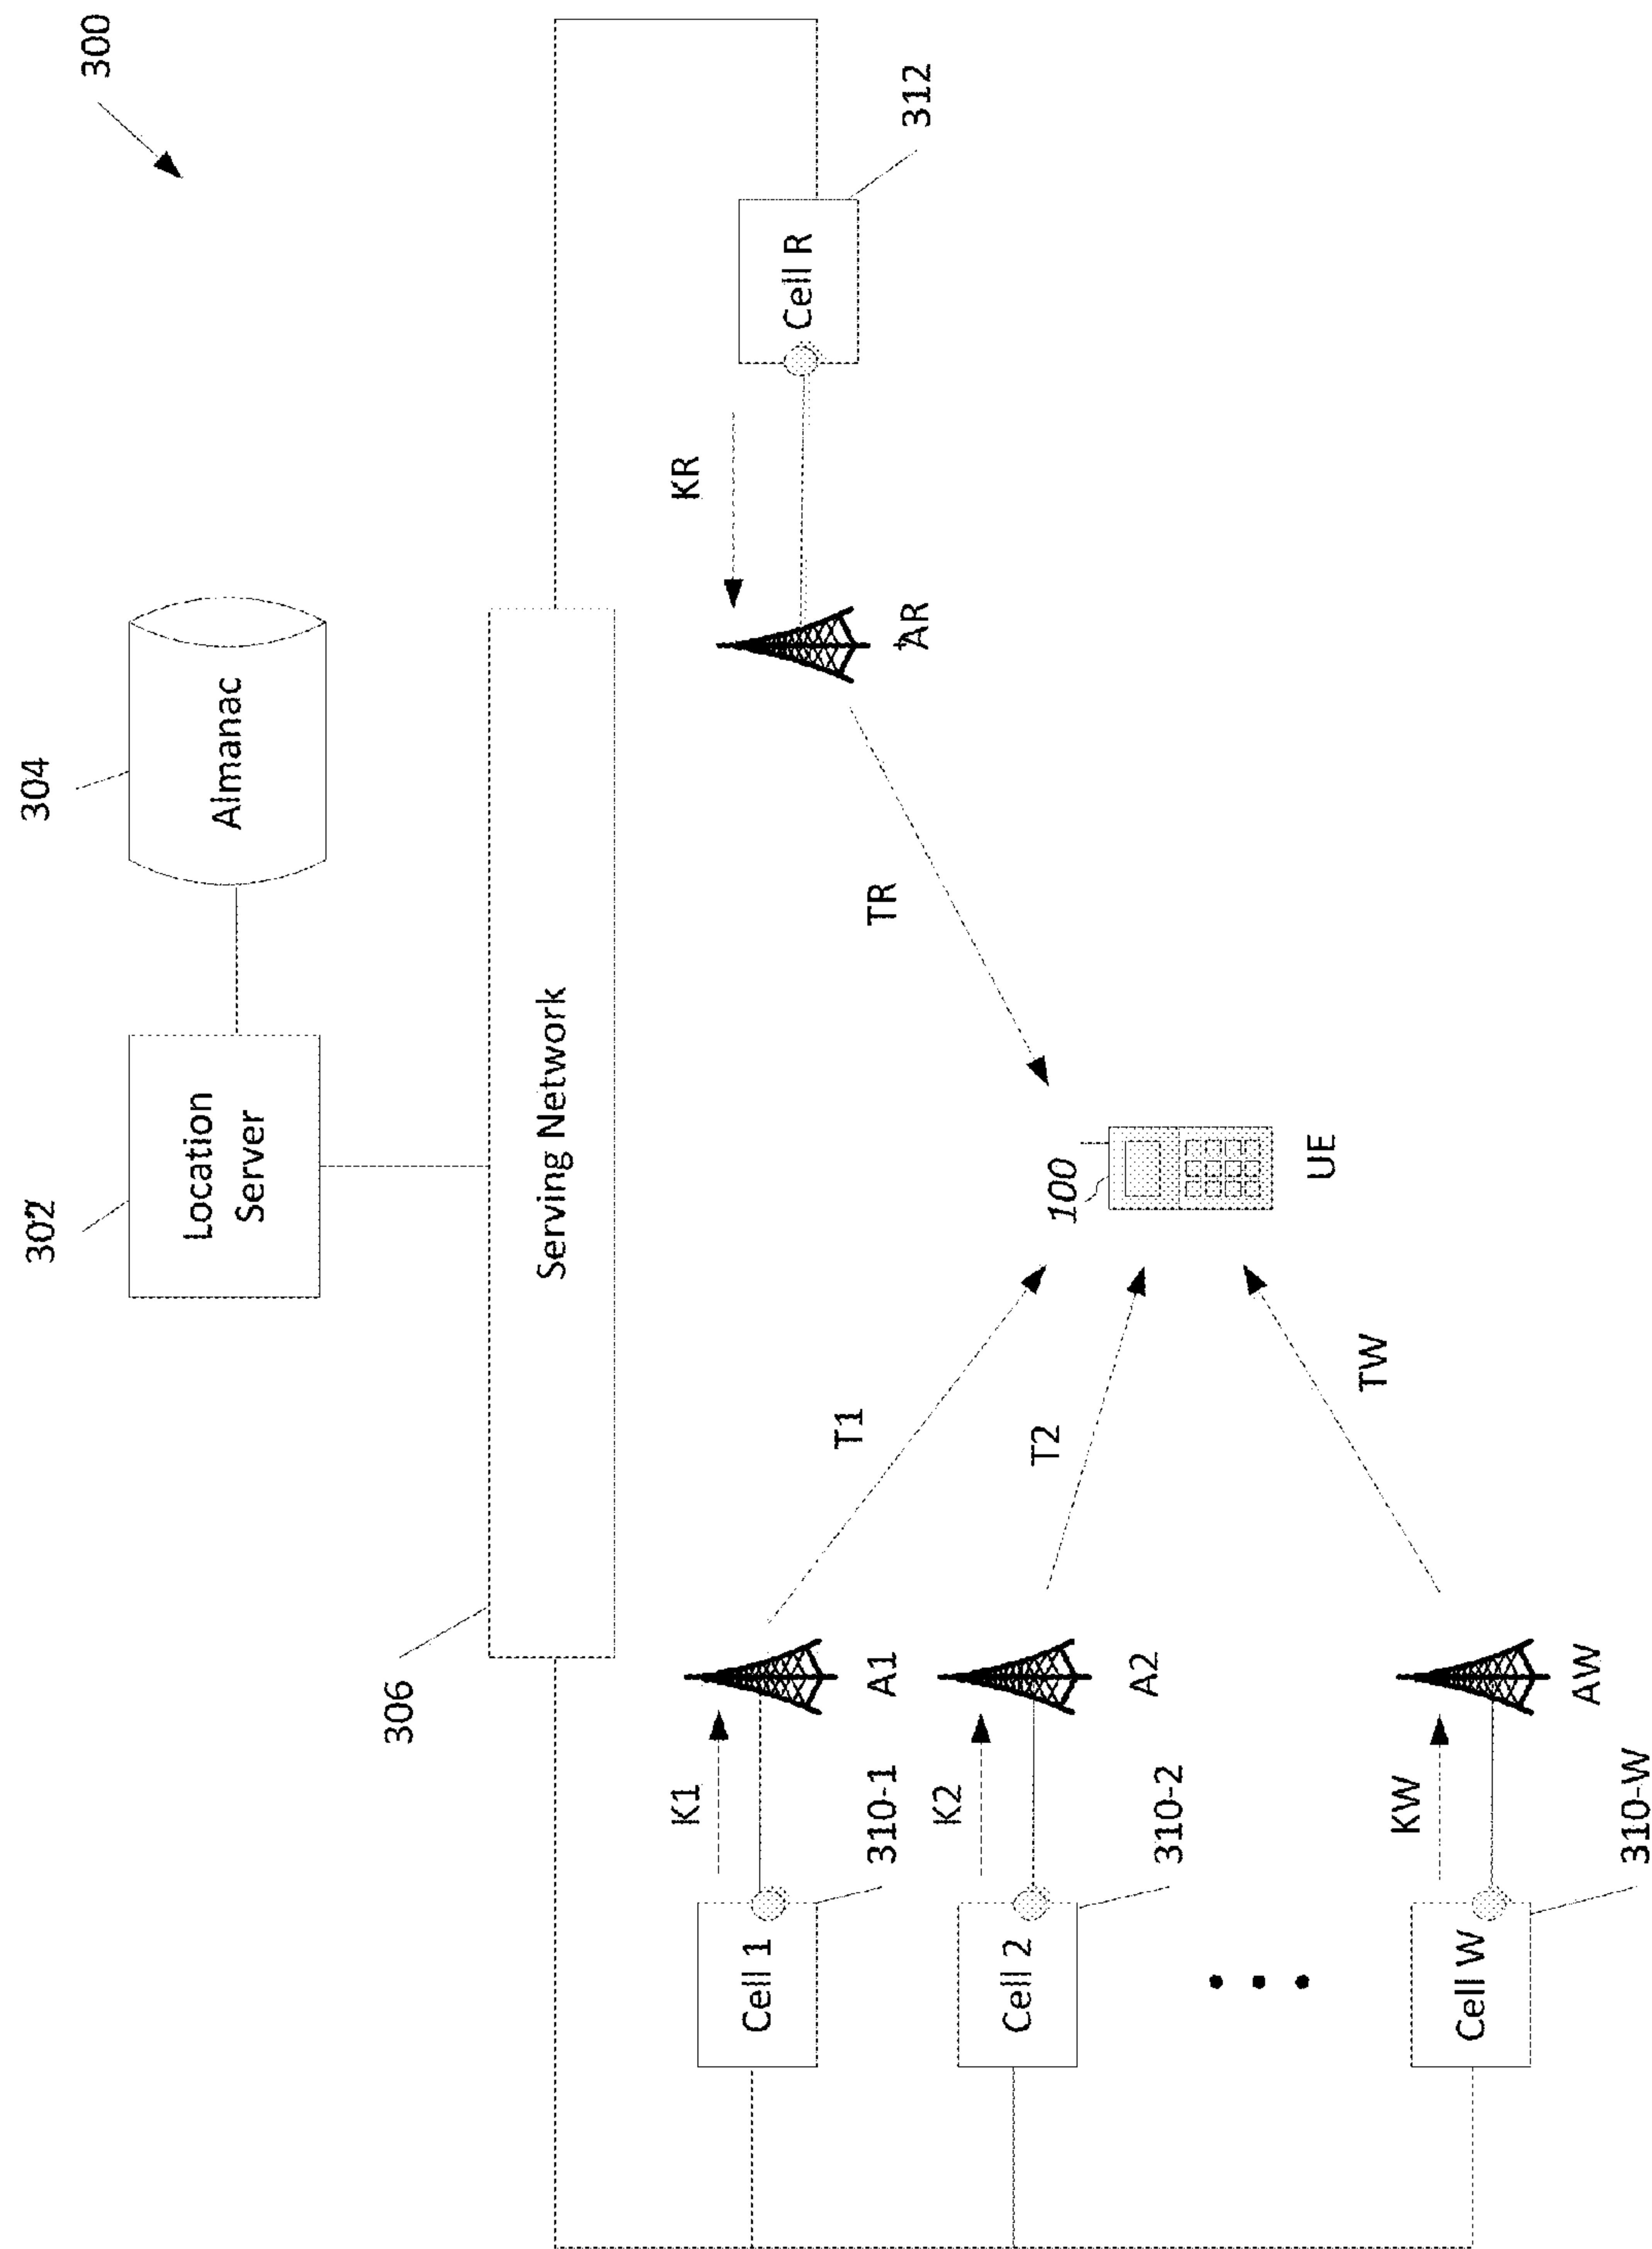 300
302
304
Location
Server
Almanac
306
Serving Network
K1
KR
Cell 1
Cell R
A1
AR
310-1
312
T1
TR
K2
Cell 2
A2
310-2
T2
100
UE
KW
Cell W
AW
310-W
TW